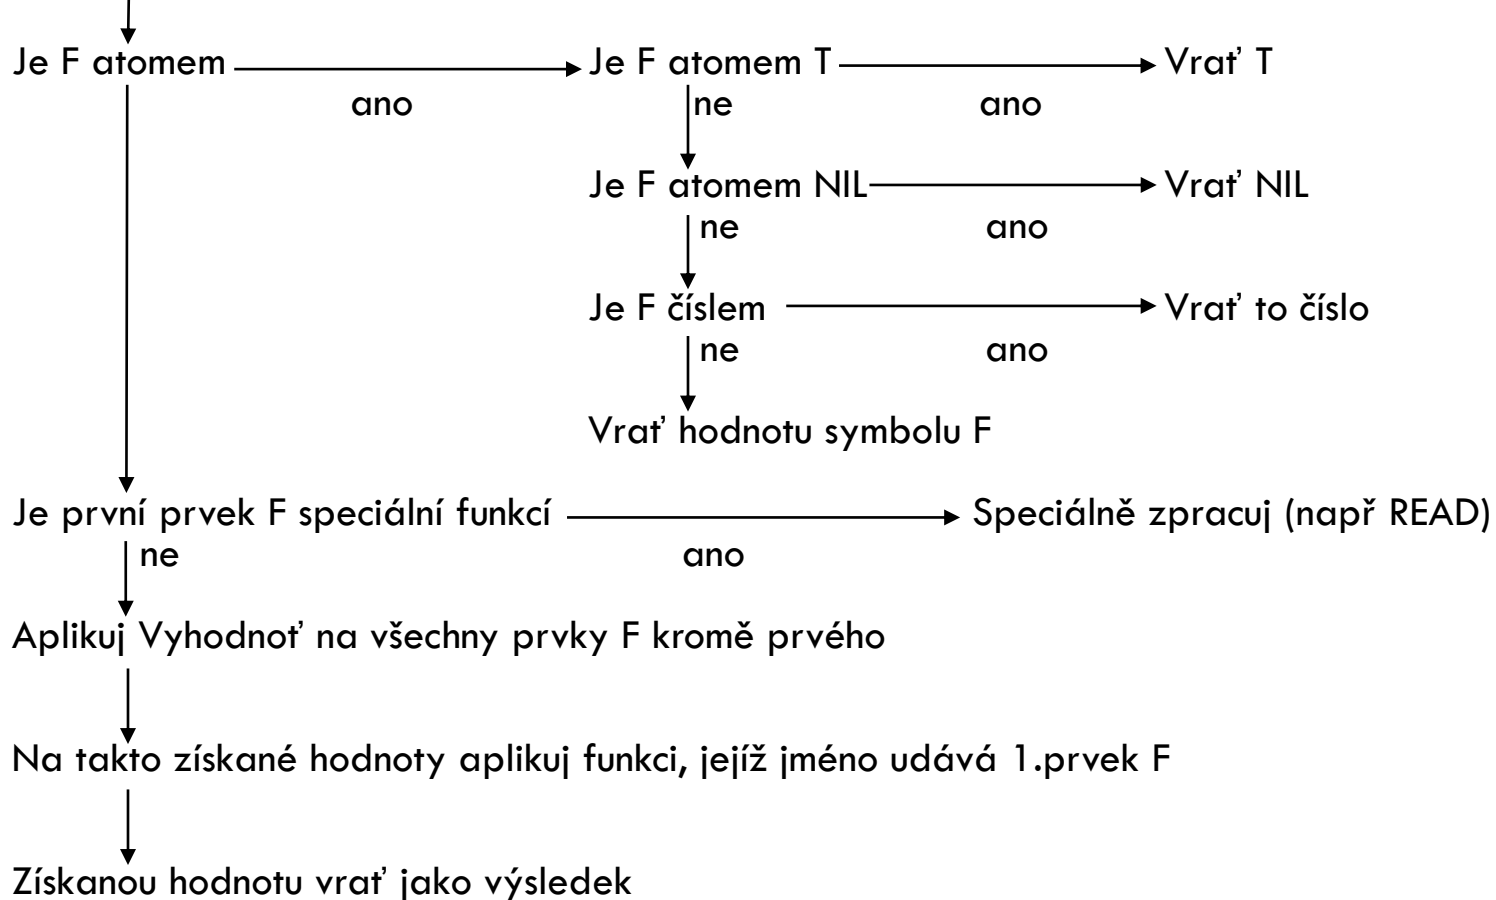 Je F atomem Je F atomem T Vrať T
ano ne ano
Je F atomem NIL Vrať NIL
ne ano
Je F číslem Vrať to číslo
ne ano
Vrať hodnotu symbolu F
Je první prvek F speciální funkcí Speciálně zpracuj (např READ)
ne ano
Aplikuj Vyhodnoť na všechny prvky F kromě prvého
Na takto získané hodnoty aplikuj funkci, jejíž jméno udává 1.prvek F
Získanou hodnotu vrať jako výsledek